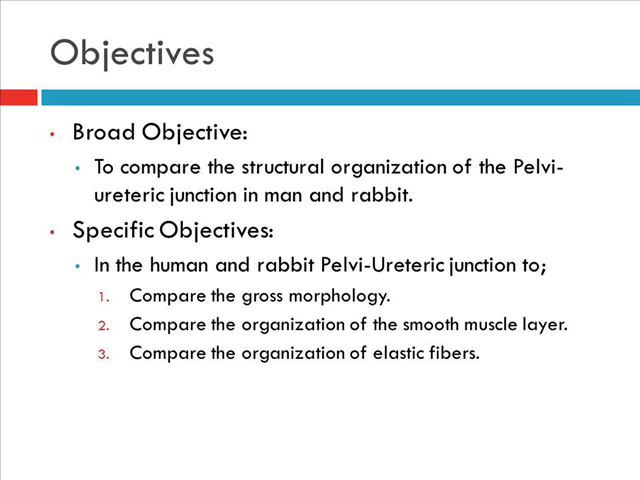 Objectives
• Broad Objective:
• To compare the structural organization of the Pelvi-
ureteric junction in man and rabbit.
• Specific Objectives:
• In the human and rabbit Pelvi-Ureteric junction to;
1. Compare the gross morphology.
2. Compare the organization of the smooth muscle layer.
3. Compare the organization of elastic fibers.